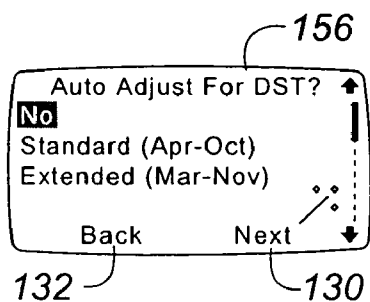 156
Auto Adjust For DST?
No
Standard (Apr-Oct)
Extended (Mar-Nov)
Back Next
132 130